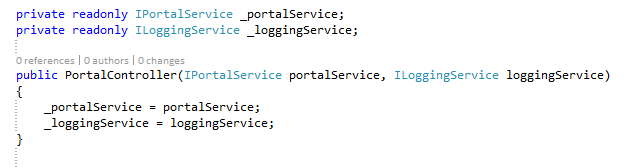 private readonly IPortalService _portalService;
private readonly ILoggingService _loggingService;
0 references | 0 authors | 0 changes
public PortalController(IPortalService portalService, ILoggingService loggingService)
{
_portalService = portalService;
_loggingService = loggingService;
}